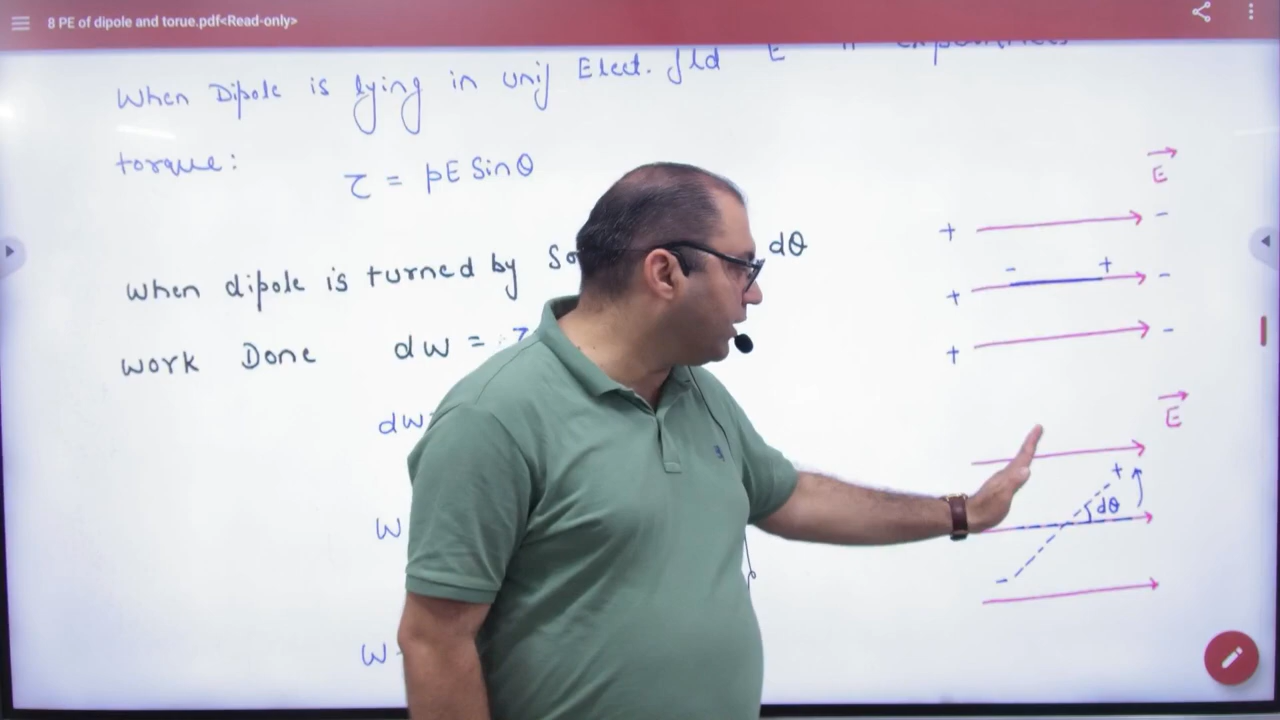 8 PE of dipole and torue.pdf<Read-only>
When Dipole is lying in unif Elect. fld E
torque:
τ = pE Sinθ
E
+ -
- +
+ -
+ -
When dipole is turned by dθ
Work Done dw =
E
dw
+
dθ
W
-
W